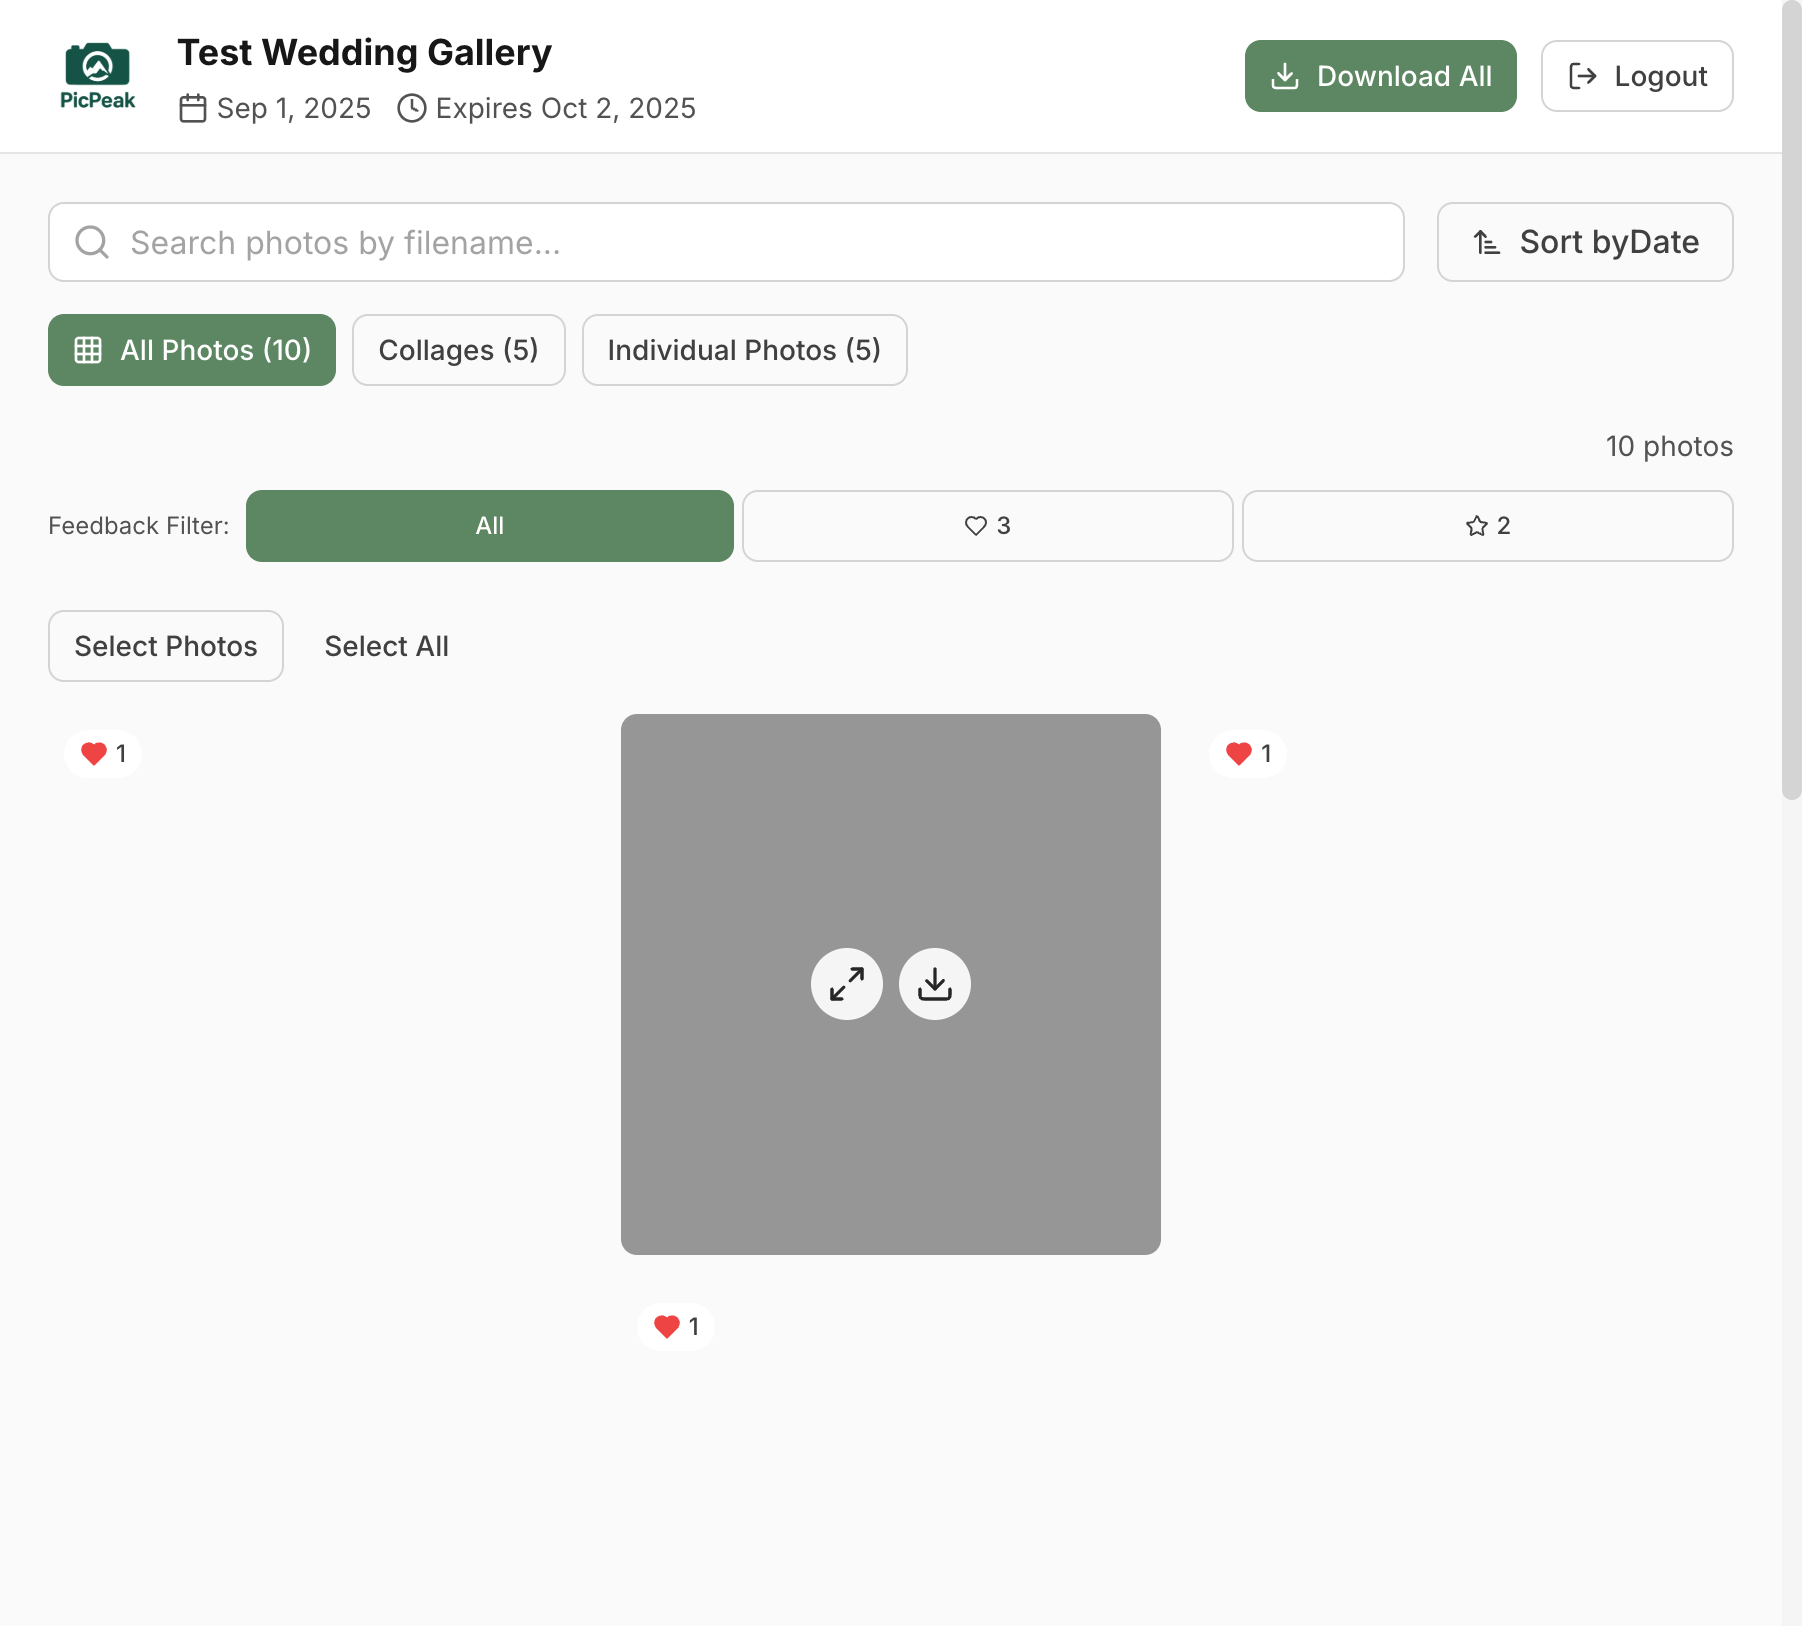 PicPeak
Test Wedding Gallery
Sep 1, 2025 Expires Oct 2, 2025
Download All
Logout
Search photos by filename...
Sort byDate
All Photos (10)
Collages (5)
Individual Photos (5)
10 photos
Feedback Filter:
All
3
2
Select Photos
Select All
1
1
1